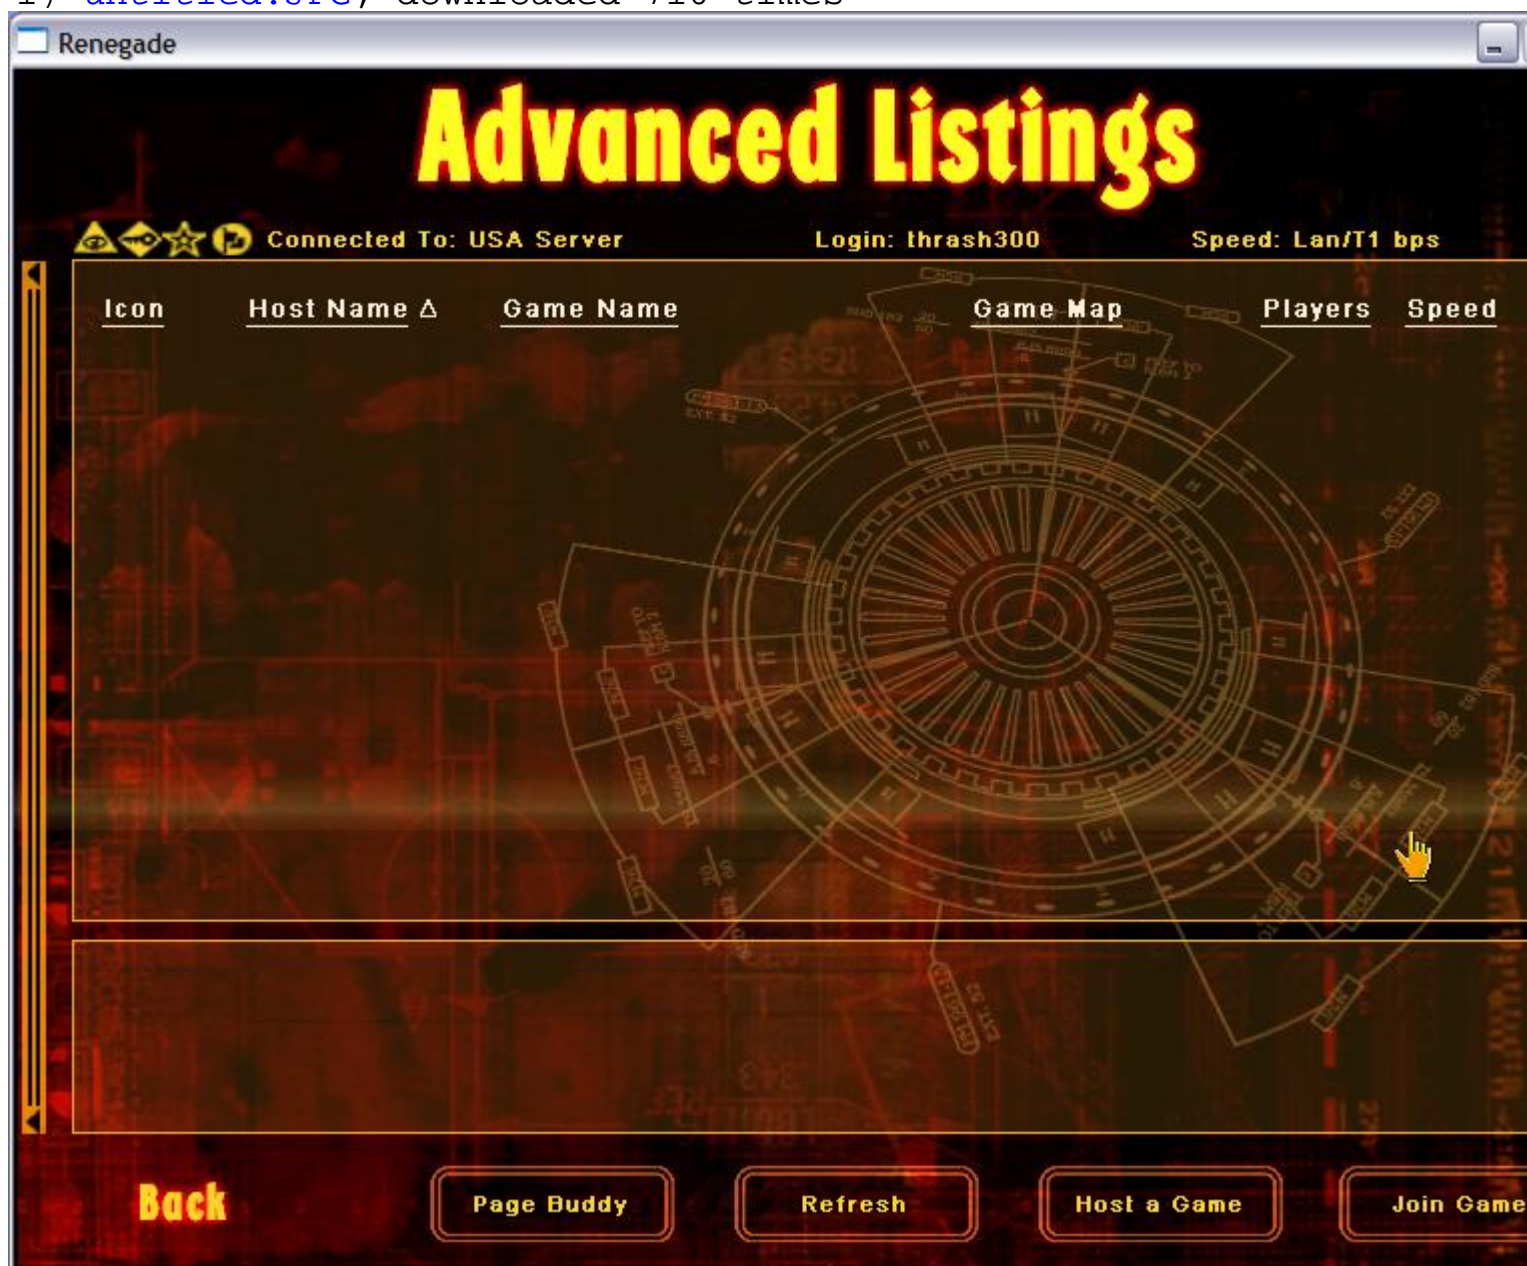 Renegade
Advanced Listings
Connected To: USA Server Login: thrash300 Speed: Lan/T1 bps
Icon Host Name Δ Game Name Game Map Players Speed
Back Page Buddy Refresh Host a Game Join Game